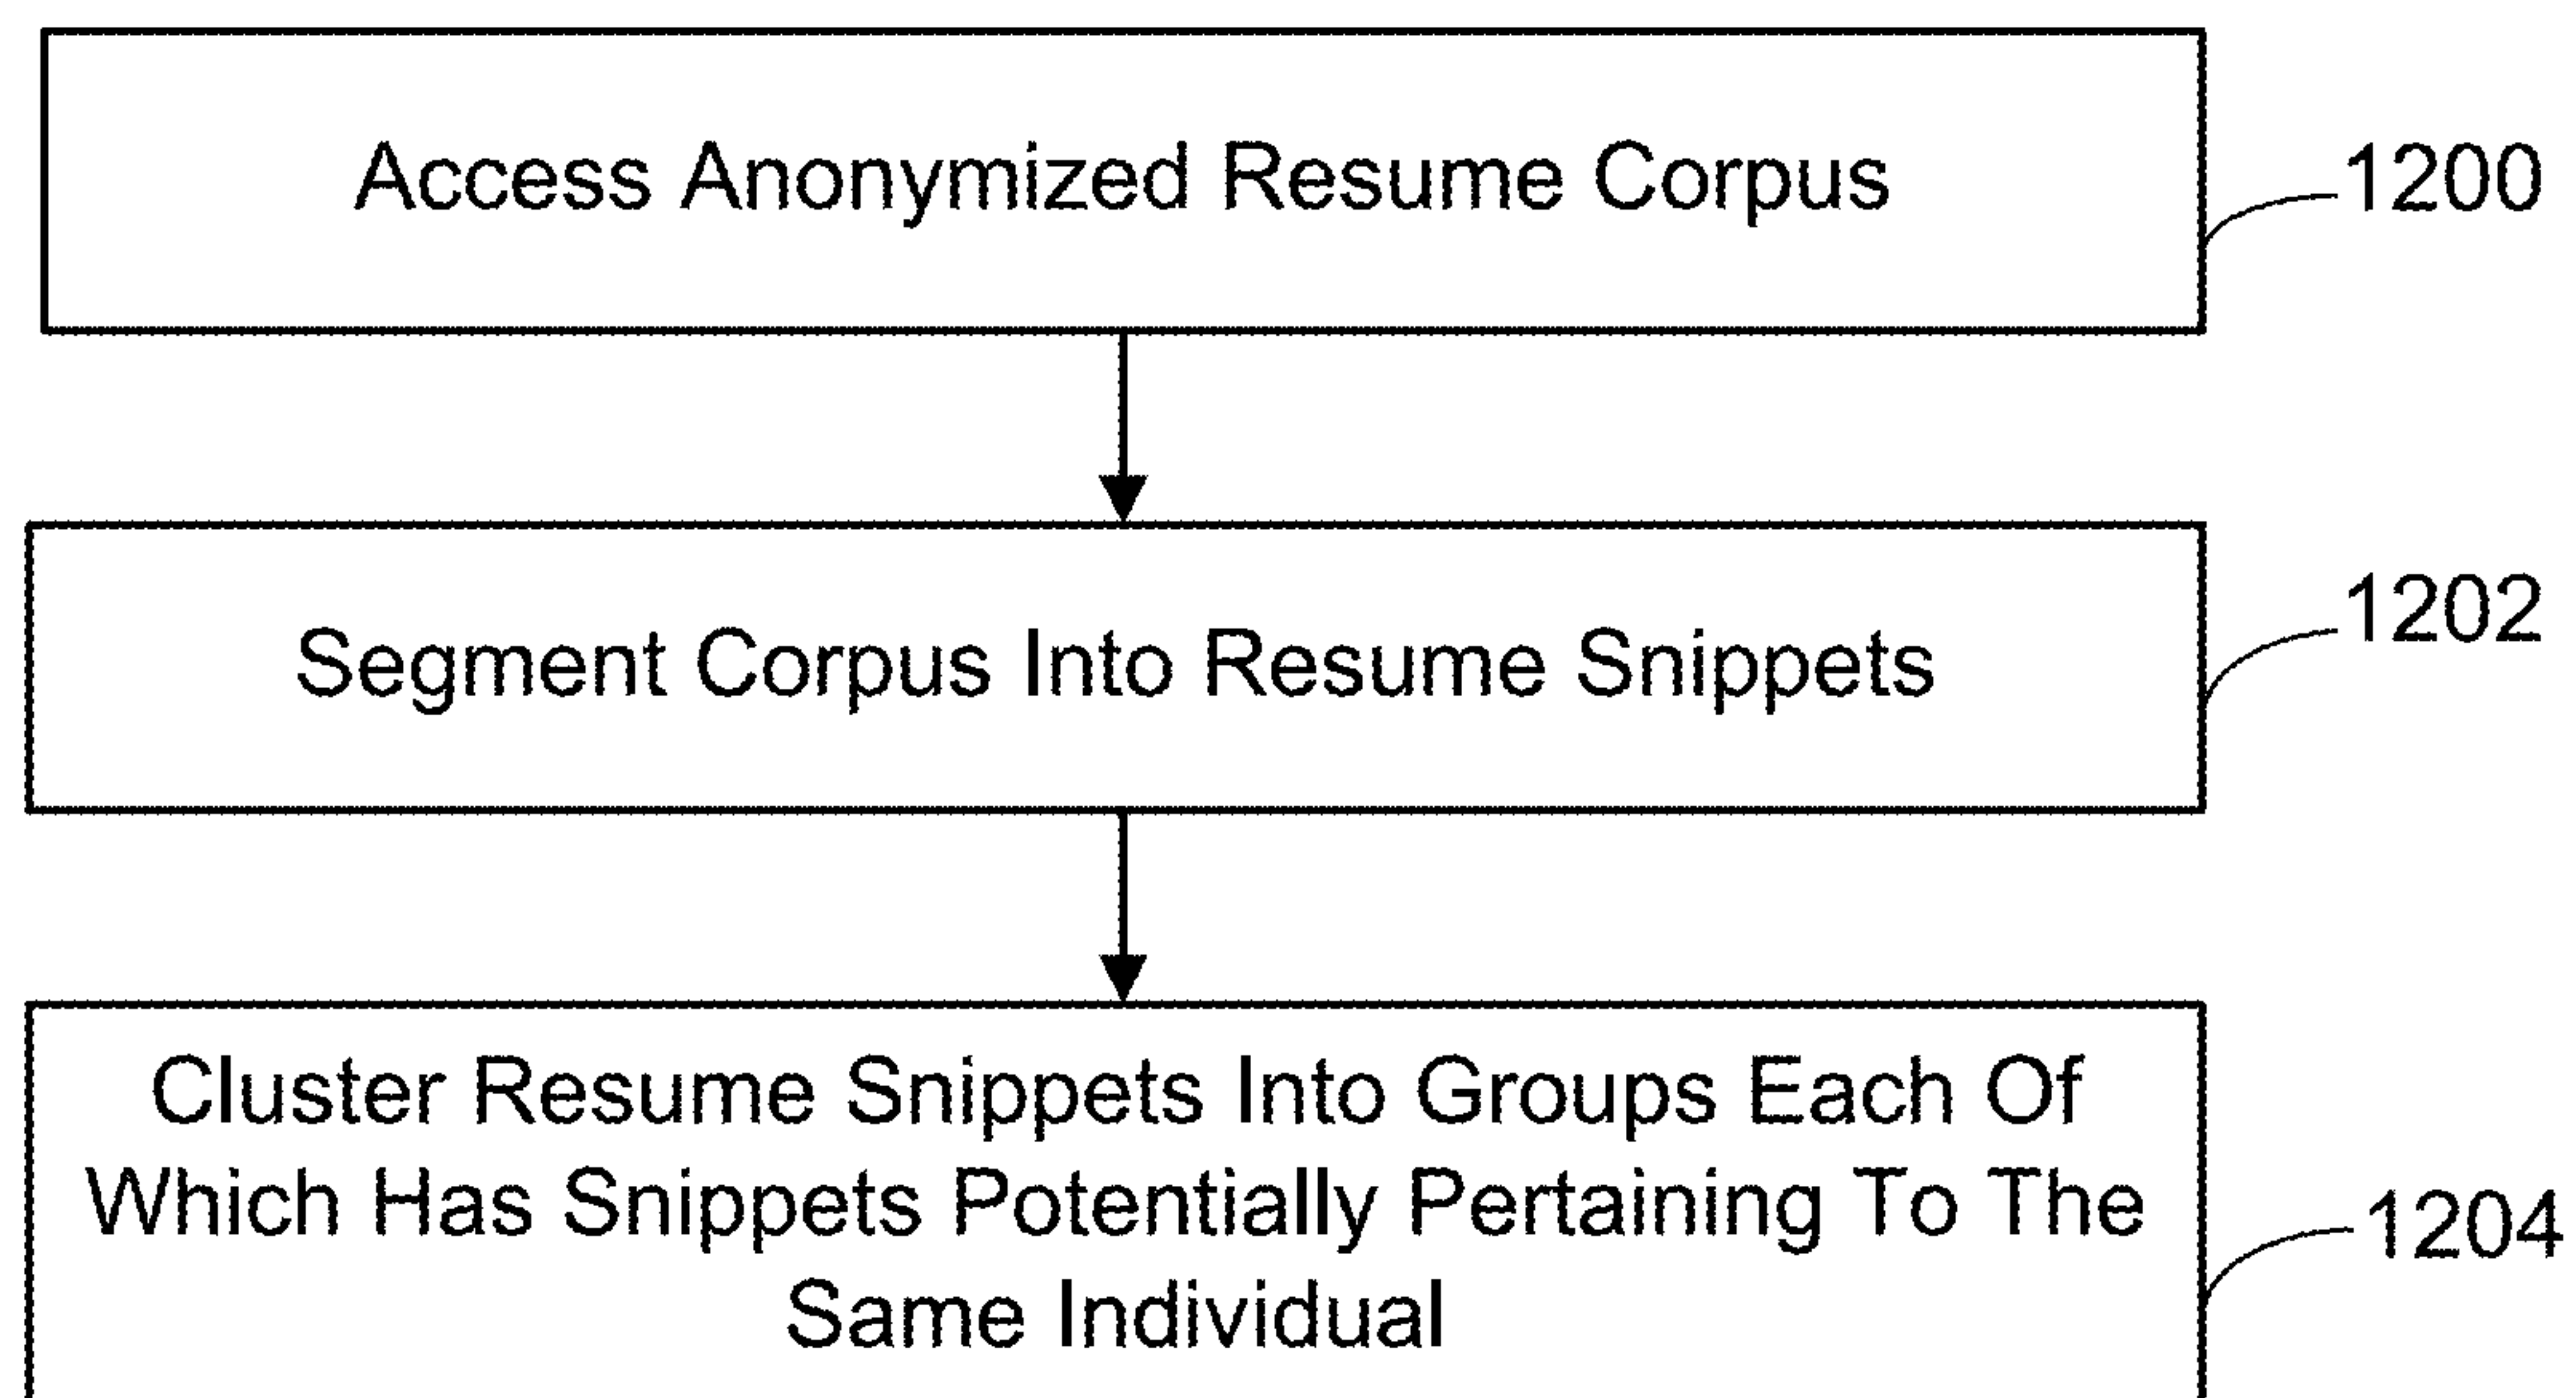 Access Anonymized Resume Corpus
1200
Segment Corpus Into Resume Snippets
1202
Cluster Resume Snippets Into Groups Each Of
Which Has Snippets Potentially Pertaining To The
Same Individual
1204